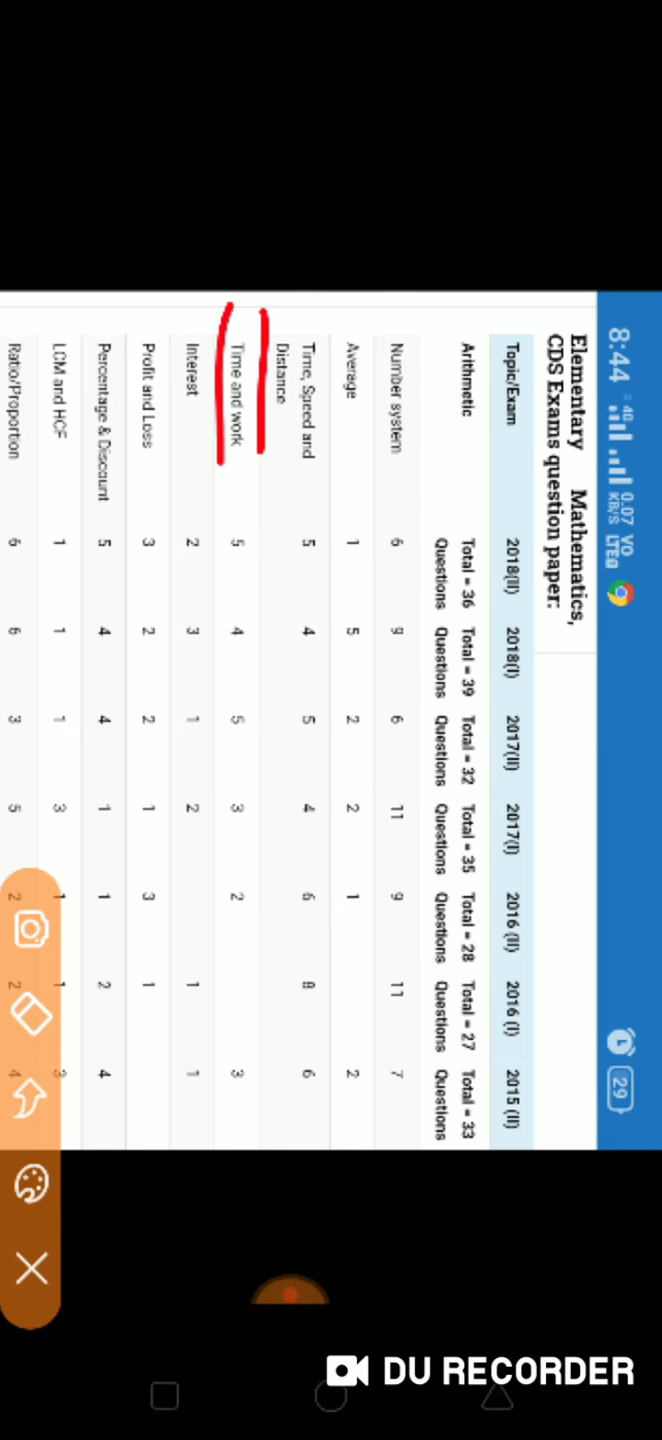 8:44 4G 0.07 KB/S VO LTE 29
Elementary Mathematics,
CDS Exams question paper:
Topic/Exam 2018(II) 2018(I) 2017(II) 2017(I) 2016 (II) 2016 (I) 2015 (II)
Arithmetic Total = 36 Total = 39 Total = 32 Total = 35 Total = 28 Total = 27 Total = 33
Questions Questions Questions Questions Questions Questions Questions
Number system 6 9 6 11 9 11 7
Average 1 5 2 2 1 2
Time, Speed and 5 4 5 4 6 8 6
Distance
Time and work 5 4 5 3 2 3
Interest 2 3 1 2 1 1
Profit and Loss 3 2 2 1 3 1
Percentage & Discount 5 4 4 1 1 2 4
LCM and HCF 1 1 1 3 1 1
Ratio/Proportion 6 6 3 5 2 2 4
DU RECORDER